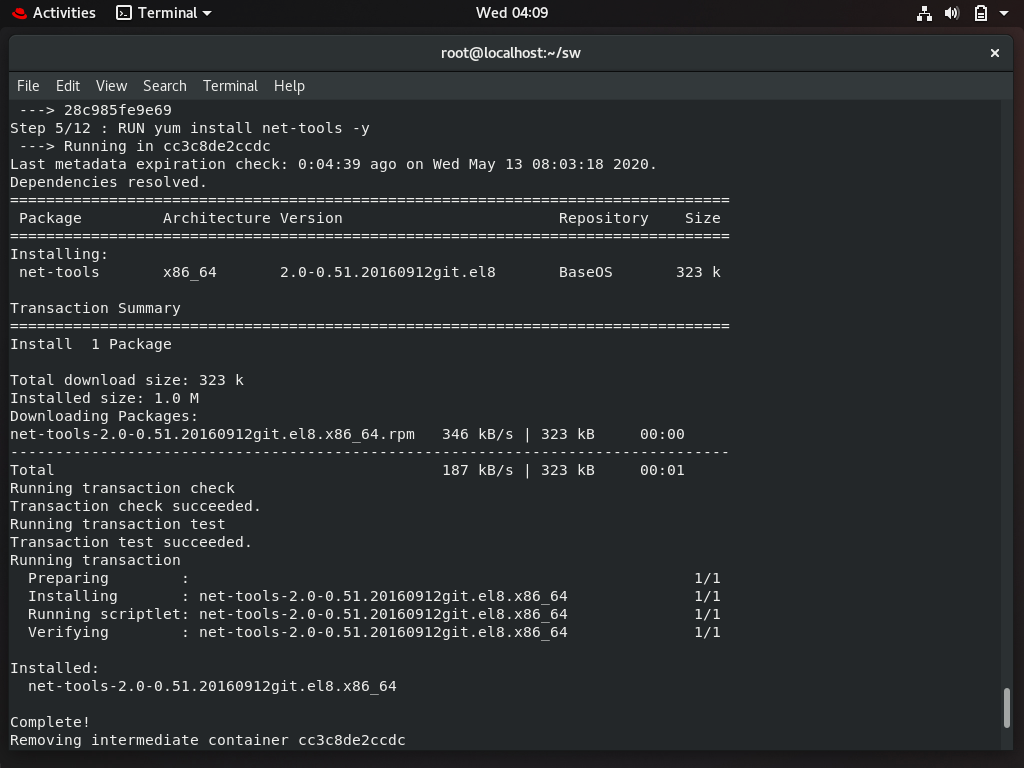 Activities Terminal Wed 04:09
root@localhost:~/sw ×
File Edit View Search Terminal Help
 ---> 28c985fe9e69
Step 5/12 : RUN yum install net-tools -y
 ---> Running in cc3c8de2ccdc
Last metadata expiration check: 0:04:39 ago on Wed May 13 08:03:18 2020.
Dependencies resolved.
================================================================================
 Package         Architecture Version                        Repository    Size
================================================================================
Installing:
 net-tools       x86_64       2.0-0.51.20160912git.el8       BaseOS       323 k

Transaction Summary
================================================================================
Install  1 Package

Total download size: 323 k
Installed size: 1.0 M
Downloading Packages:
net-tools-2.0-0.51.20160912git.el8.x86_64.rpm   346 kB/s | 323 kB     00:00
--------------------------------------------------------------------------------
Total                                           187 kB/s | 323 kB     00:01
Running transaction check
Transaction check succeeded.
Running transaction test
Transaction test succeeded.
Running transaction
  Preparing        :                                                        1/1
  Installing       : net-tools-2.0-0.51.20160912git.el8.x86_64              1/1
  Running scriptlet: net-tools-2.0-0.51.20160912git.el8.x86_64              1/1
  Verifying        : net-tools-2.0-0.51.20160912git.el8.x86_64              1/1

Installed:
  net-tools-2.0-0.51.20160912git.el8.x86_64

Complete!
Removing intermediate container cc3c8de2ccdc